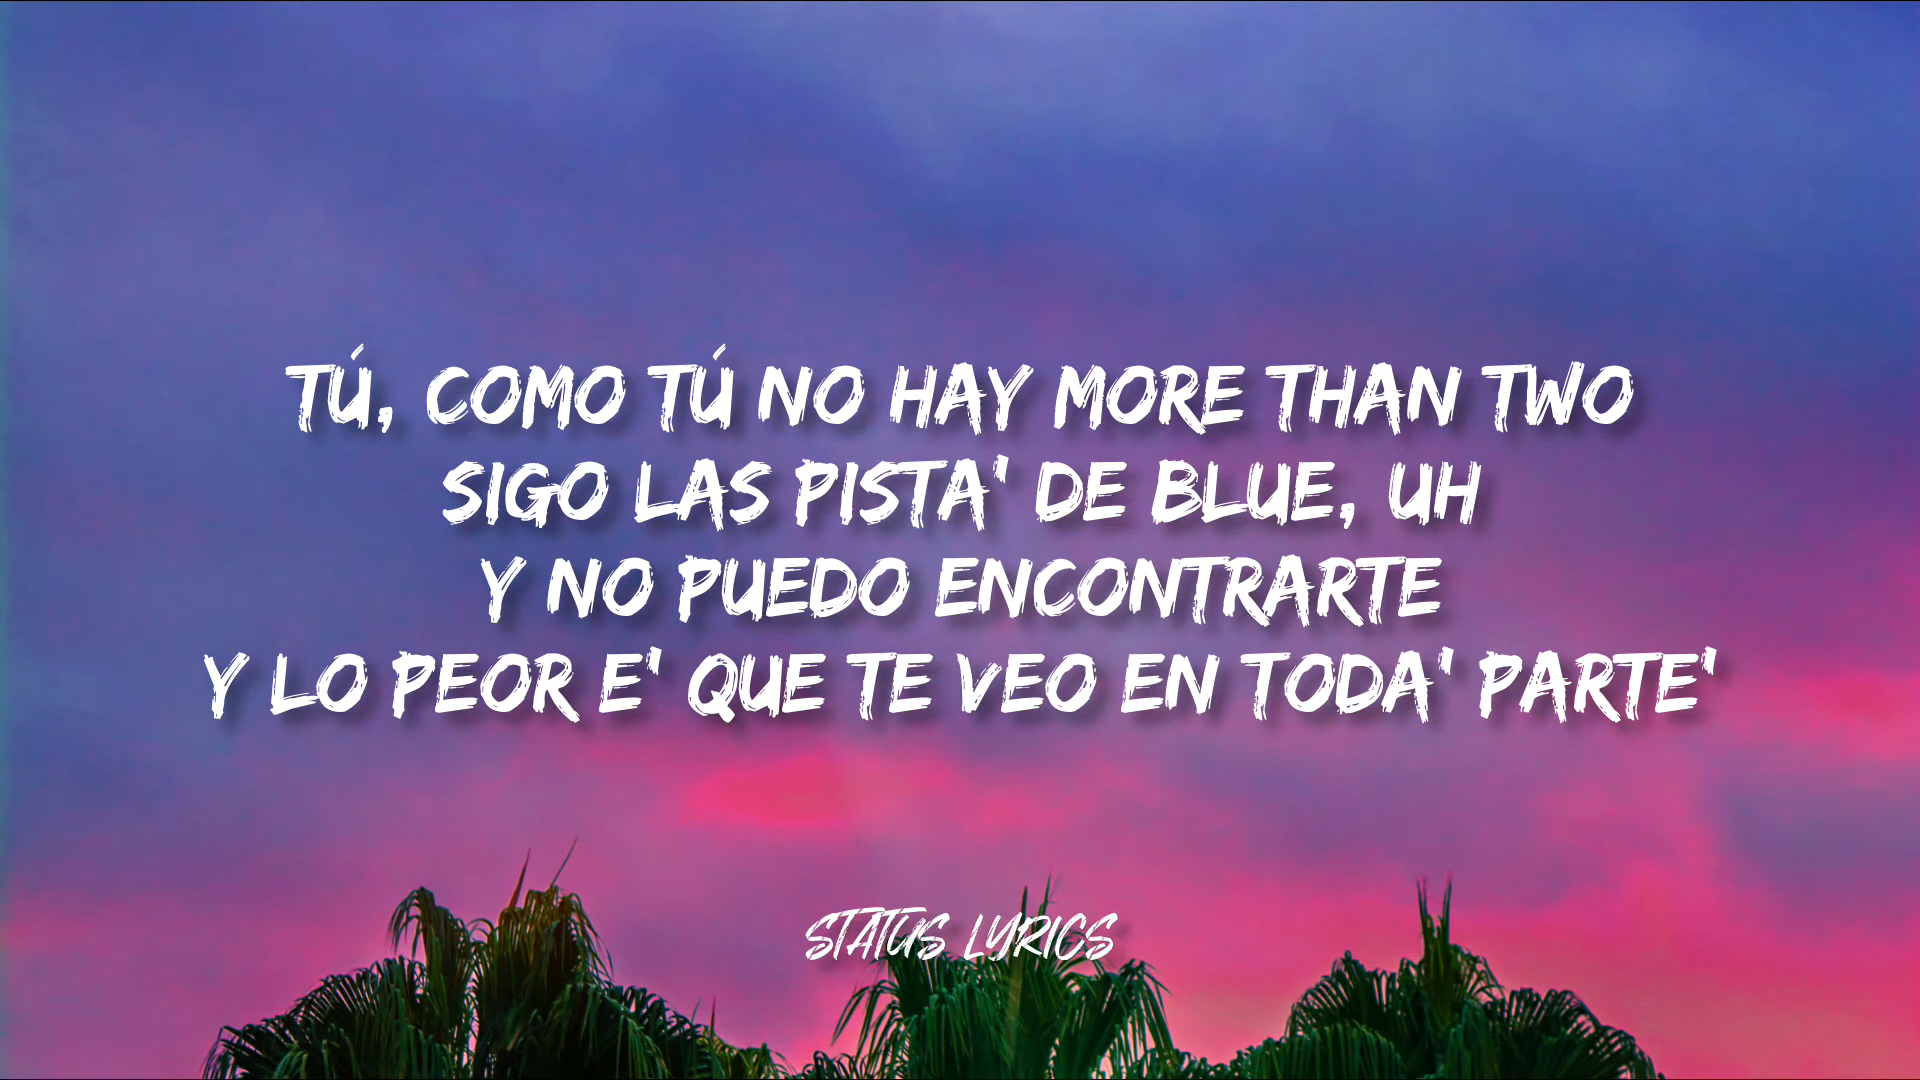 TÚ, COMO TÚ NO HAY MORE THAN TWO
SIGO LAS PISTA' DE BLUE, UH
Y NO PUEDO ENCONTRARTE
Y LO PEOR E' QUE TE VEO EN TODA' PARTE'
STATUS LYRICS